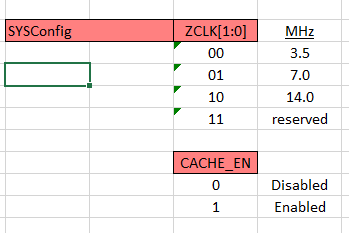 SYSConfig ZCLK[1:0] MHz
00 3.5
01 7.0
10 14.0
11 reserved
CACHE_EN
0 Disabled
1 Enabled